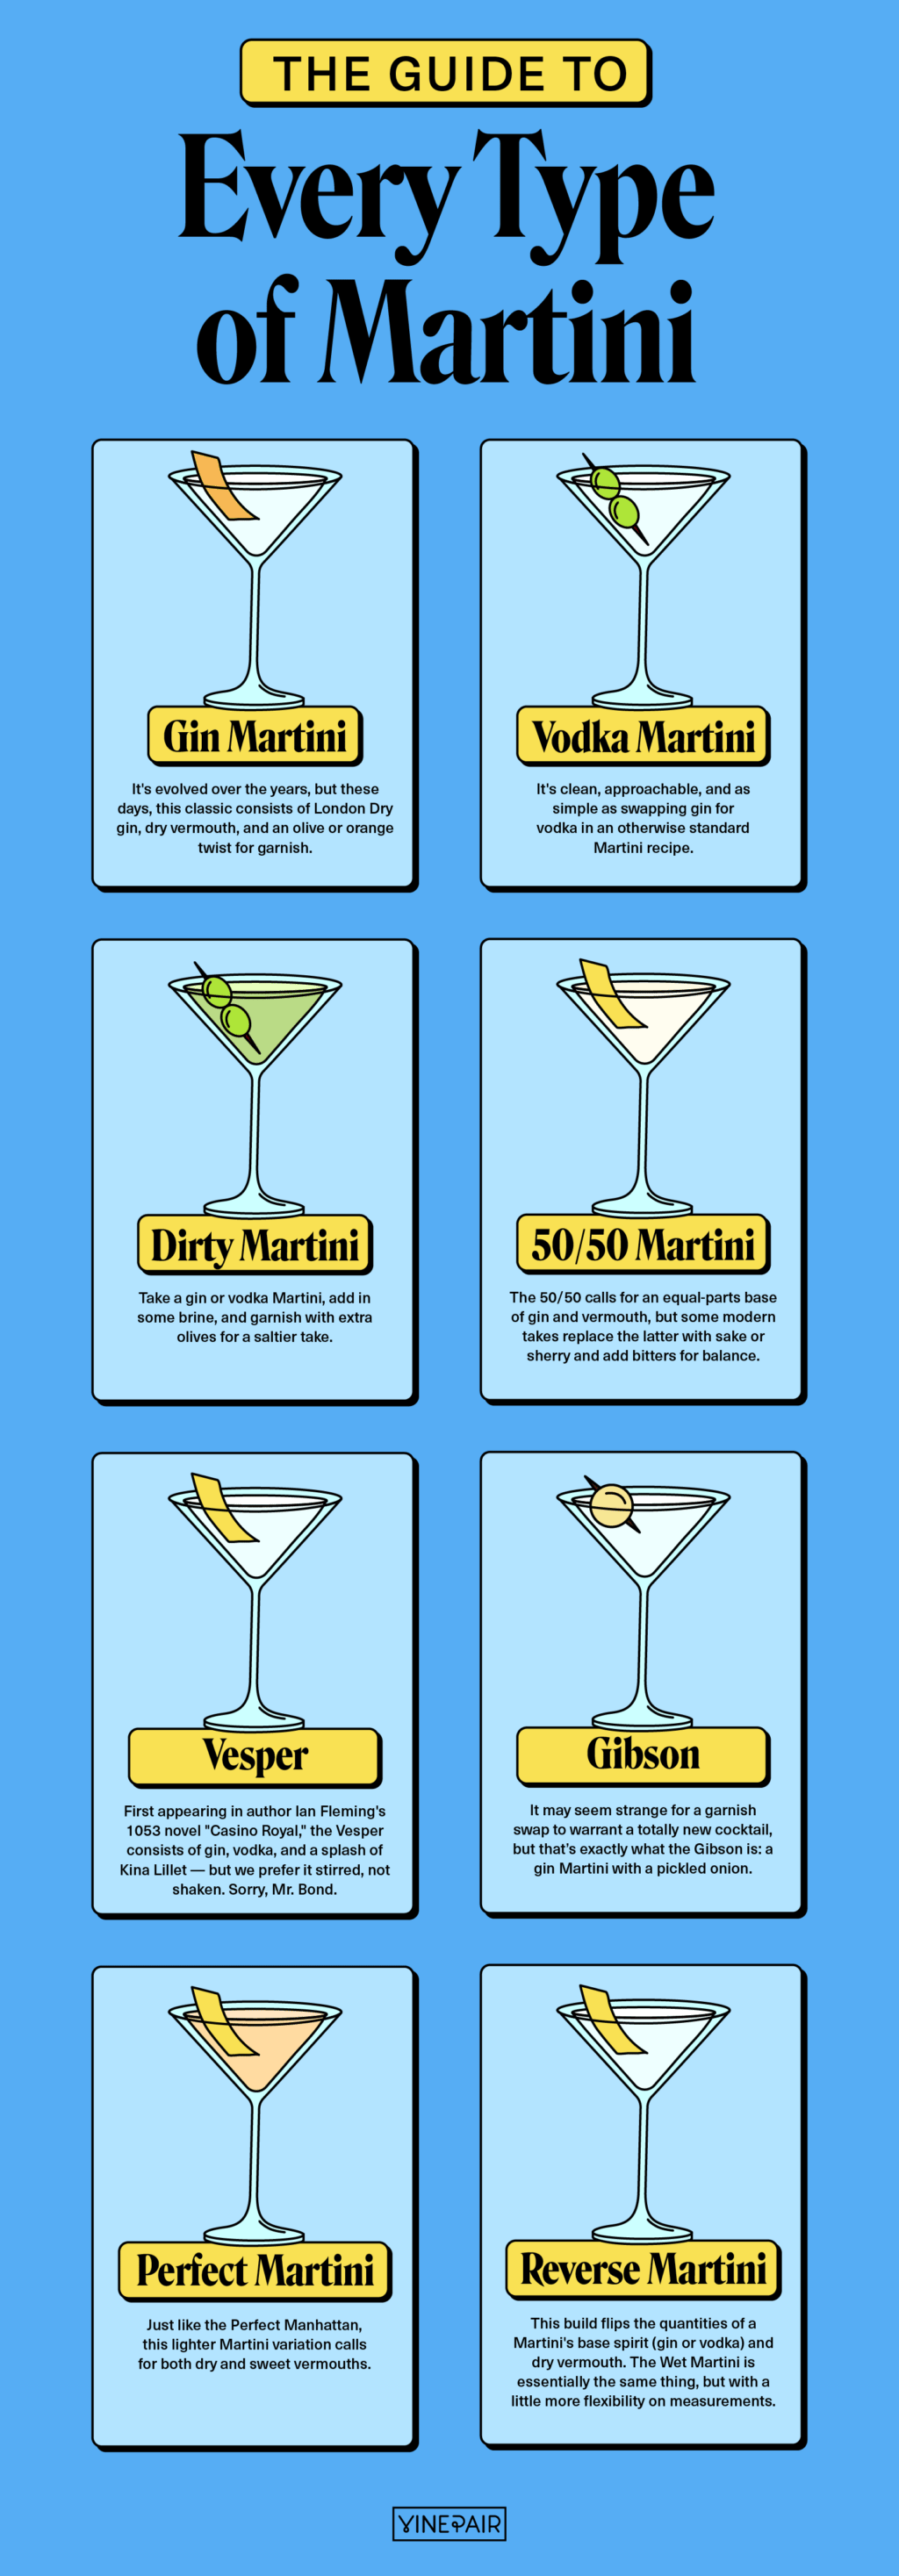 THE GUIDE TO
Every Type
of Martini
Gin Martini
It's evolved over the years, but these
days, this classic consists of London Dry
gin, dry vermouth, and an olive or orange
twist for garnish.
Vodka Martini
It's clean, approachable, and as
simple as swapping gin for
vodka in an otherwise standard
Martini recipe.
Dirty Martini
Take a gin or vodka Martini, add in
some brine, and garnish with extra
olives for a saltier take.
50/50 Martini
The 50/50 calls for an equal-parts base
of gin and vermouth, but some modern
takes replace the latter with sake or
sherry and add bitters for balance.
Vesper
First appearing in author Ian Fleming's
1053 novel "Casino Royal," the Vesper
consists of gin, vodka, and a splash of
Kina Lillet — but we prefer it stirred, not
shaken. Sorry, Mr. Bond.
Gibson
It may seem strange for a garnish
swap to warrant a totally new cocktail,
but that's exactly what the Gibson is: a
gin Martini with a pickled onion.
Perfect Martini
Just like the Perfect Manhattan,
this lighter Martini variation calls
for both dry and sweet vermouths.
Reverse Martini
This build flips the quantities of a
Martini's base spirit (gin or vodka) and
dry vermouth. The Wet Martini is
essentially the same thing, but with a
little more flexibility on measurements.
VINEPAIR